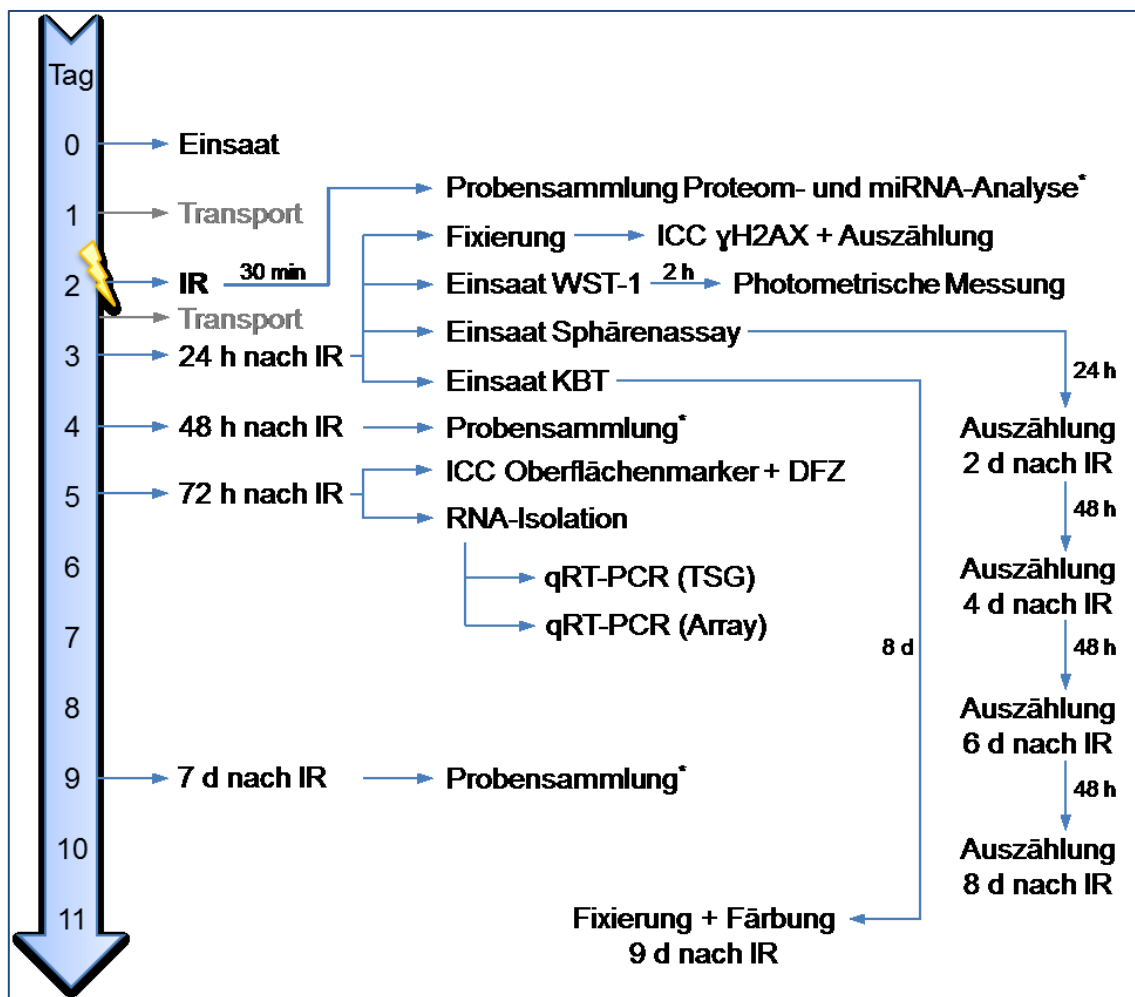 Tag
0
Einsaat
Probensammlung Proteom- und miRNA-Analyse*
1
Transport
Fixierung
ICC γH2AX + Auszählung
2
IR
30 min
Einsaat WST-1
2 h
Photometrische Messung
Transport
Einsaat Sphärenassay
3
24 h nach IR
24 h
Einsaat KBT
4
48 h nach IR
Probensammlung*
Auszählung
2 d nach IR
ICC Oberflächenmarker + DFZ
5
72 h nach IR
48 h
RNA-Isolation
6
qRT-PCR (TSG)
Auszählung
4 d nach IR
7
qRT-PCR (Array)
8 d
48 h
8
Auszählung
6 d nach IR
9
7 d nach IR
Probensammlung*
48 h
10
Auszählung
8 d nach IR
11
Fixierung + Färbung
9 d nach IR